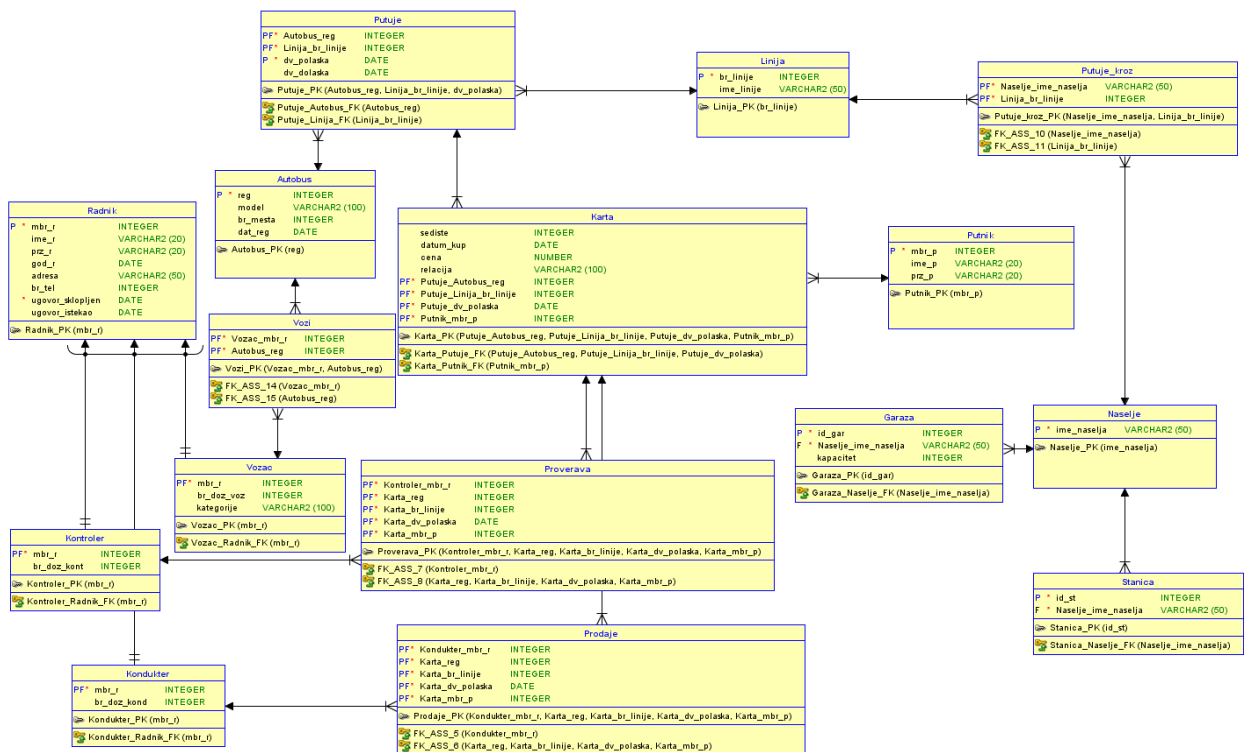 Putuje
PF* Autobus_reg INTEGER
PF* Linija_br_linije INTEGER
P * dv_polaska DATE
dv_dolaska DATE
Putuje_PK (Autobus_reg, Linija_br_linije, dv_polaska)
Putuje_Autobus_FK (Autobus_reg)
Putuje_Linija_FK (Linija_br_linije)
Linija
P * br_linije INTEGER
ime_linije VARCHAR2 (50)
Linija_PK (br_linije)
Putuje_kroz
PF* Naselje_ime_naselja VARCHAR2 (50)
PF* Linija_br_linije INTEGER
Putuje_kroz_PK (Naselje_ime_naselja, Linija_br_linije)
FK_ASS_10 (Naselje_ime_naselja)
FK_ASS_11 (Linija_br_linije)
Autobus
P * reg INTEGER
model VARCHAR2 (100)
br_mesta INTEGER
dat_reg DATE
Autobus_PK (reg)
Radnik
P * mbr_r INTEGER
ime_r VARCHAR2 (20)
prz_r VARCHAR2 (20)
god_r DATE
adresa VARCHAR2 (50)
br_tel INTEGER
* ugovor_sklopljen DATE
ugovor_istekao DATE
Radnik_PK (mbr_r)
Karta
sediste INTEGER
datum_kup DATE
cena NUMBER
relacija VARCHAR2 (100)
PF* Putuje_Autobus_reg INTEGER
PF* Putuje_Linija_br_linije INTEGER
PF* Putuje_dv_polaska DATE
PF* Putnik_mbr_p INTEGER
Karta_PK (Putuje_Autobus_reg, Putuje_Linija_br_linije, Putuje_dv_polaska, Putnik_mbr_p)
Karta_Putuje_FK (Putuje_Autobus_reg, Putuje_Linija_br_linije, Putuje_dv_polaska)
Karta_Putnik_FK (Putnik_mbr_p)
Putnik
P * mbr_p INTEGER
ime_p VARCHAR2 (20)
prz_p VARCHAR2 (20)
Putnik_PK (mbr_p)
Vozi
PF* Vozac_mbr_r INTEGER
PF* Autobus_reg INTEGER
Vozi_PK (Vozac_mbr_r, Autobus_reg)
FK_ASS_14 (Vozac_mbr_r)
FK_ASS_15 (Autobus_reg)
Garaza
P * id_gar INTEGER
F * Naselje_ime_naselja VARCHAR2 (50)
kapacitet INTEGER
Garaza_PK (id_gar)
Garaza_Naselje_FK (Naselje_ime_naselja)
Naselje
P * ime_naselja VARCHAR2 (50)
Naselje_PK (ime_naselja)
Vozac
PF* mbr_r INTEGER
br_doz_voz INTEGER
kategorije VARCHAR2 (100)
Vozac_PK (mbr_r)
Vozac_Radnik_FK (mbr_r)
Proverava
PF* Kontroler_mbr_r INTEGER
PF* Karta_reg INTEGER
PF* Karta_br_linije INTEGER
PF* Karta_dv_polaska DATE
PF* Karta_mbr_p INTEGER
Proverava_PK (Kontroler_mbr_r, Karta_reg, Karta_br_linije, Karta_dv_polaska, Karta_mbr_p)
FK_ASS_7 (Kontroler_mbr_r)
FK_ASS_8 (Karta_reg, Karta_br_linije, Karta_dv_polaska, Karta_mbr_p)
Kontroler
PF* mbr_r INTEGER
br_doz_kont INTEGER
Kontroler_PK (mbr_r)
Kontroler_Radnik_FK (mbr_r)
Stanica
P * id_st INTEGER
F * Naselje_ime_naselja VARCHAR2 (50)
Stanica_PK (id_st)
Stanica_Naselje_FK (Naselje_ime_naselja)
Prodaje
PF* Kondukter_mbr_r INTEGER
PF* Karta_reg INTEGER
PF* Karta_br_linije INTEGER
PF* Karta_dv_polaska DATE
PF* Karta_mbr_p INTEGER
Prodaje_PK (Kondukter_mbr_r, Karta_reg, Karta_br_linije, Karta_dv_polaska, Karta_mbr_p)
FK_ASS_5 (Kondukter_mbr_r)
FK_ASS_6 (Karta_reg, Karta_br_linije, Karta_dv_polaska, Karta_mbr_p)
Kondukter
PF* mbr_r INTEGER
br_doz_kond INTEGER
Kondukter_PK (mbr_r)
Kondukter_Radnik_FK (mbr_r)